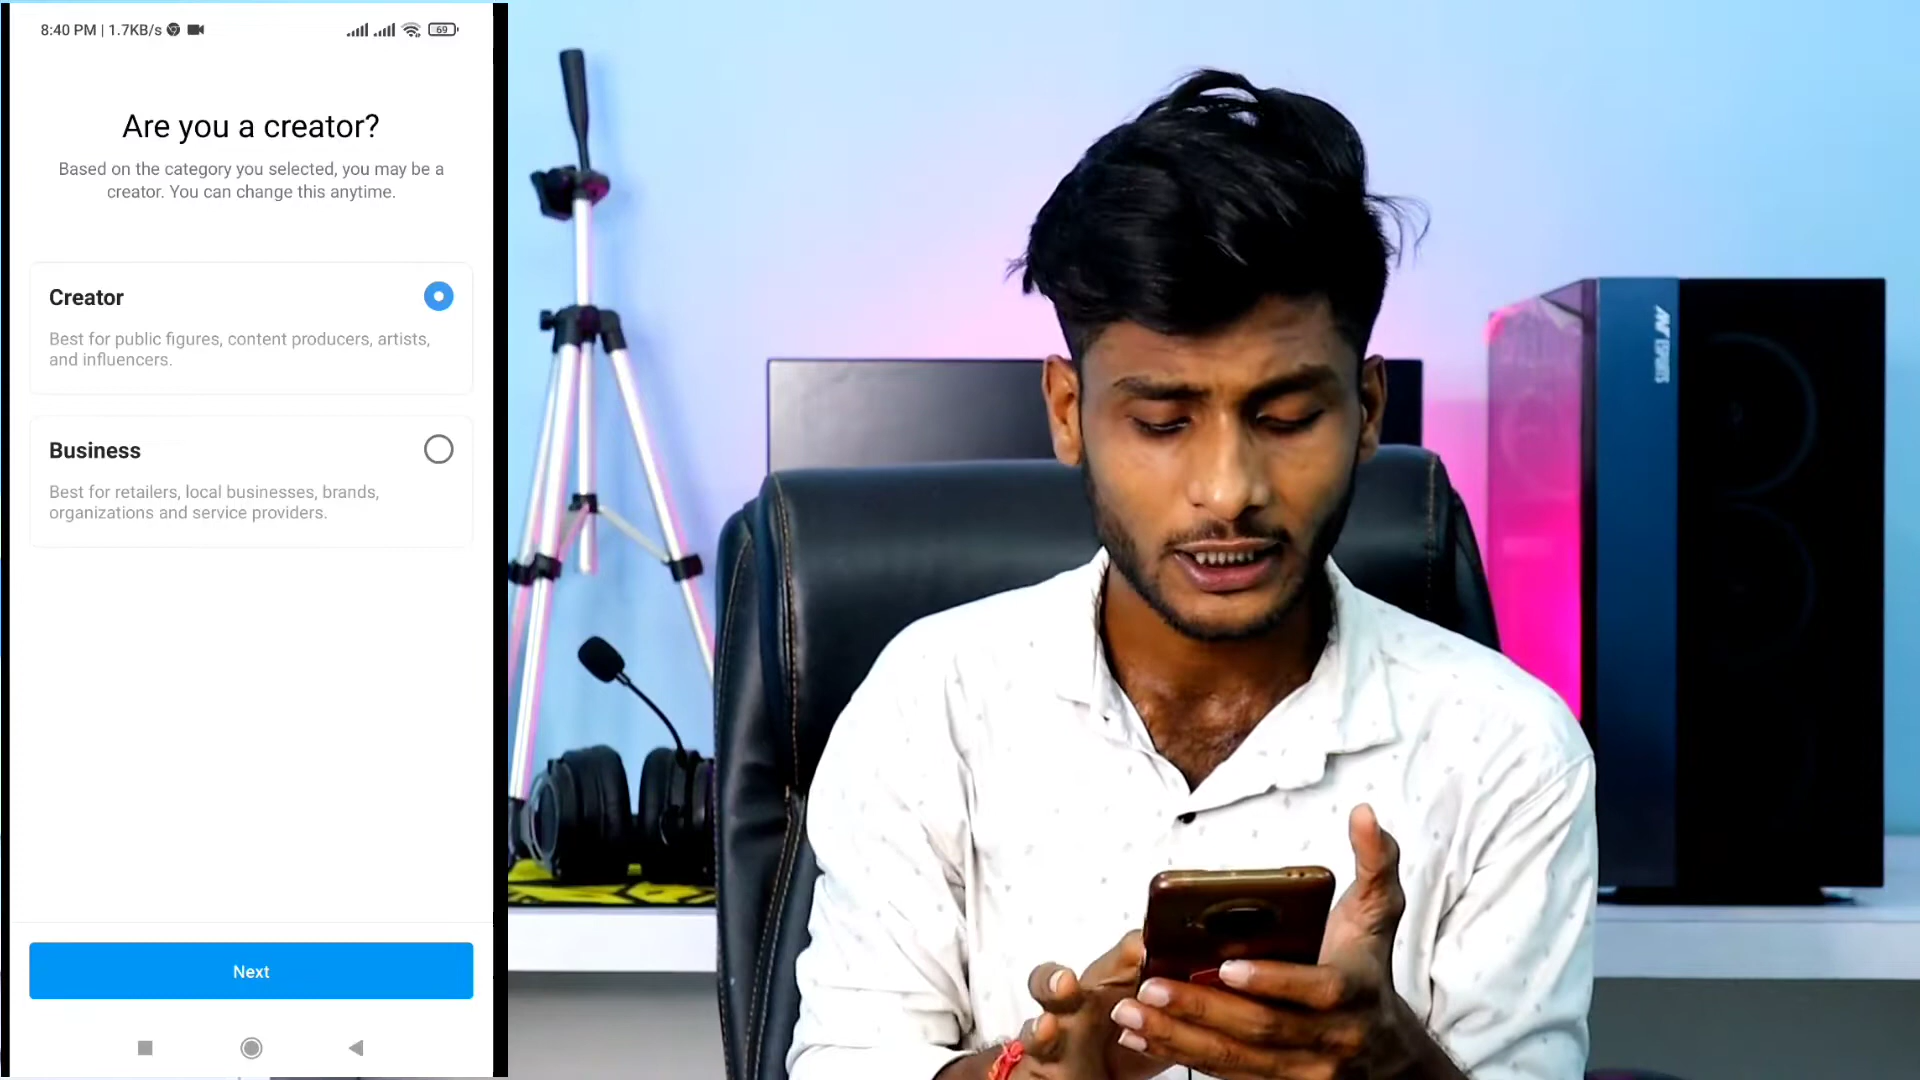 8:40 PM | 1.7KB/s
69
Are you a creator?
Based on the category you selected, you may be a
creator. You can change this anytime.
Creator
Best for public figures, content producers, artists,
and influencers.
Business
Best for retailers, local businesses, brands,
organizations and service providers.
Next